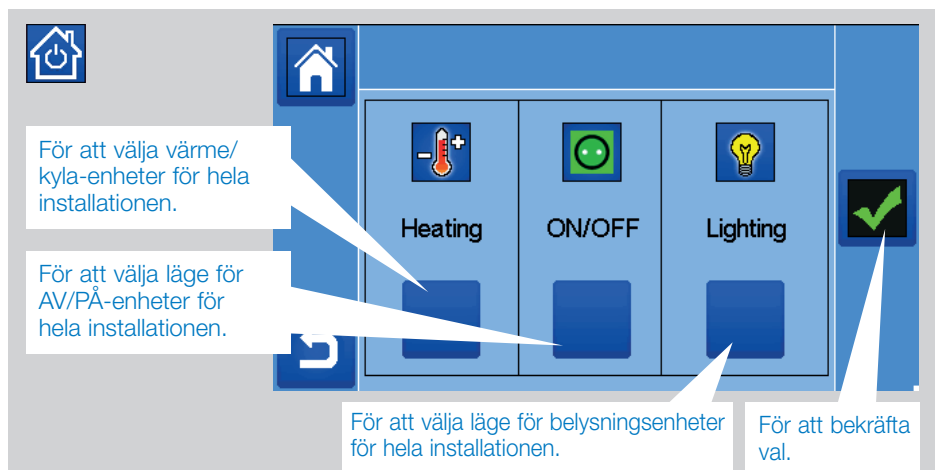 För att välja värme/
kyla-enheter för hela
installationen.
För att välja läge för
AV/PÅ-enheter för
hela installationen.
Heating
ON/OFF
Lighting
För att välja läge för belysningsenheter
för hela installationen.
För att bekräfta
val.